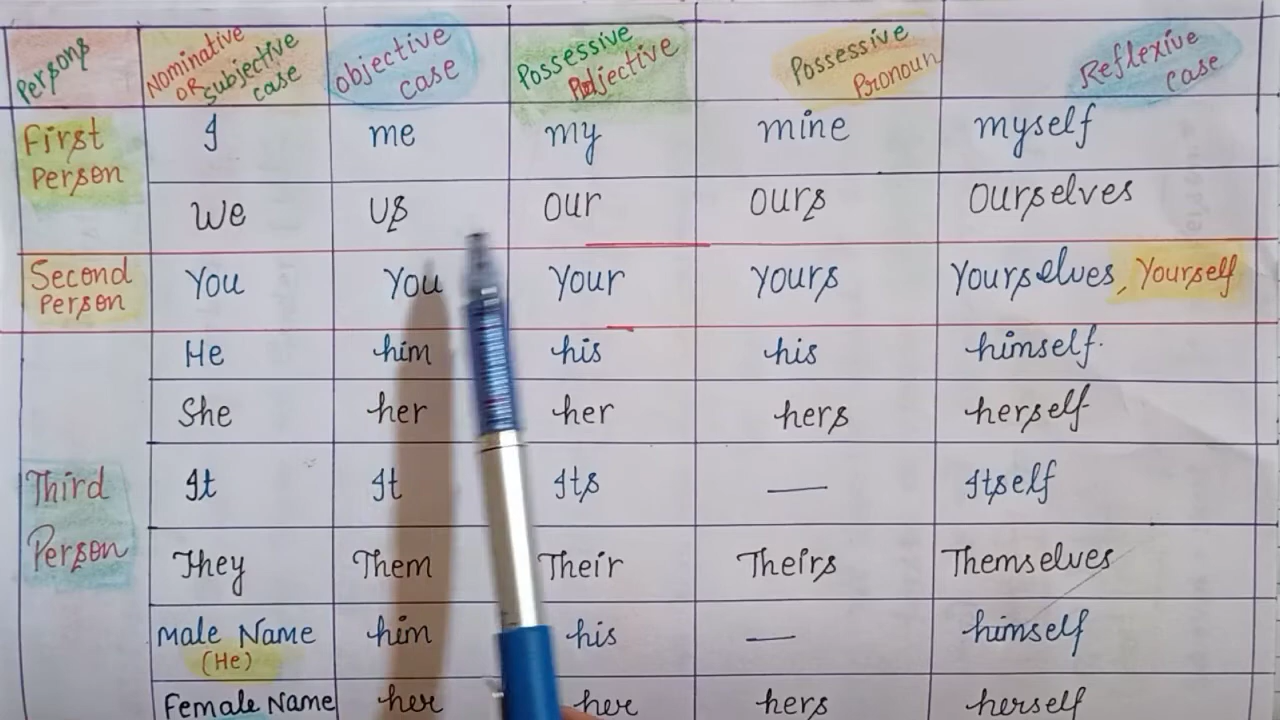 Persons Nominative OR Subjective case Objective case Possessive Adjective Possessive Pronoun Reflexive case
First Person I me my mine myself
We us our ours Ourselves
Second Person You You Your Yours Yourselves, Yourself
He him his his himself.
She her her hers herself
Third Person It It Its — Itself
They Them Their Theirs Themselves
male Name (He) him his — himself
Female Name her her hers herself